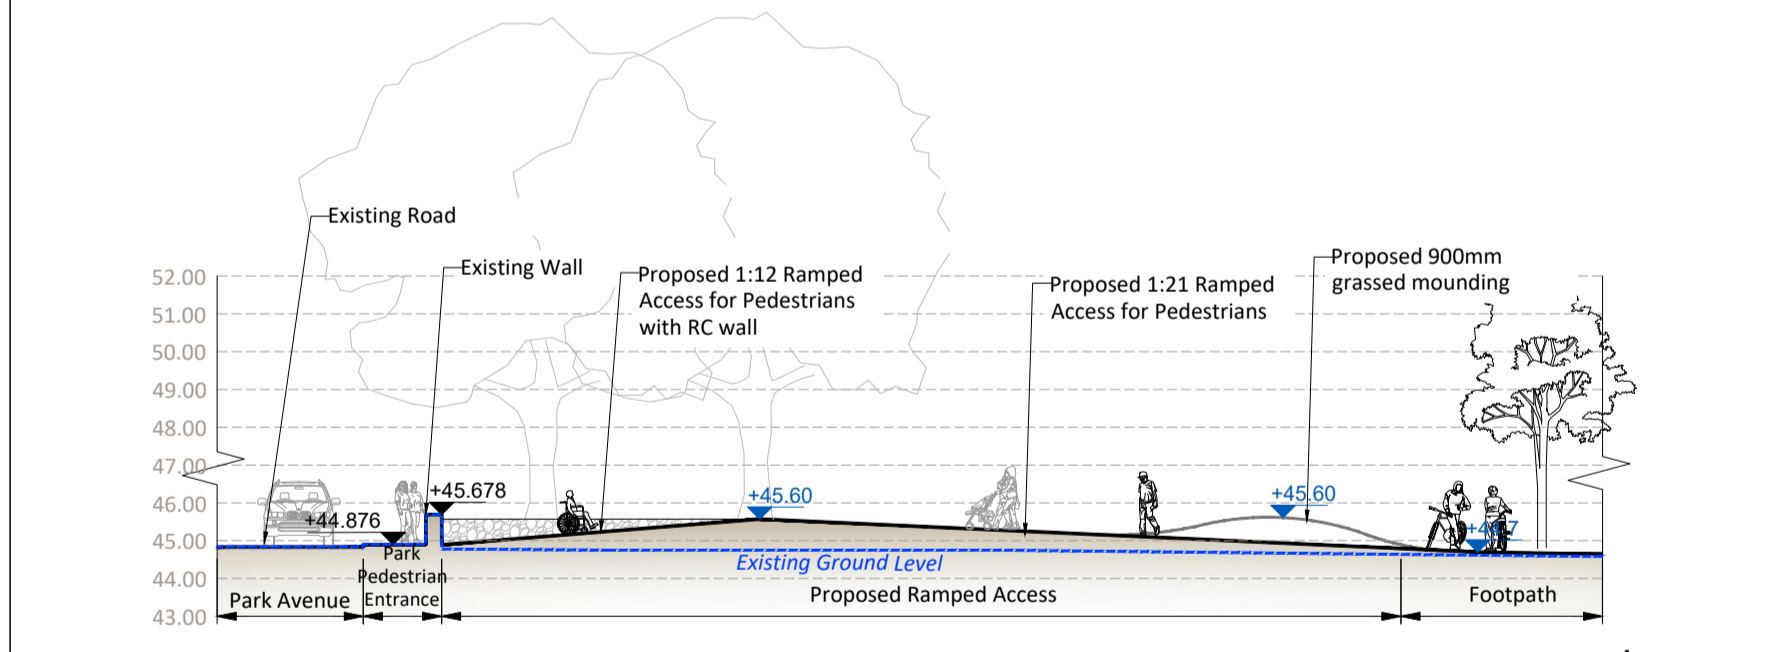 Existing Road
Existing Wall
Proposed 1:12 Ramped
Access for Pedestrians
with RC wall
Proposed 1:21 Ramped
Access for Pedestrians
Proposed 900mm
grassed mounding
52.00
51.00
50.00
49.00
48.00
47.00
46.00
45.00
44.00
43.00
+44.876
+45.678
+45.60
+45.60
Existing Ground Level
Park Avenue
Park
Pedestrian
Entrance
Proposed Ramped Access
Footpath